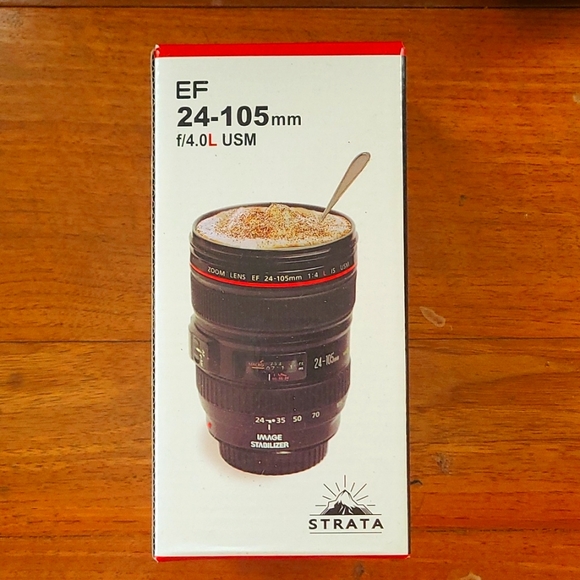 EF
24-105mm
f/4.0L USM
ZOOM LENS EF 24-105mm 1:4 L IS USM
24-105mm
24 35 50 70
IMAGE
STABILIZER
STRATA